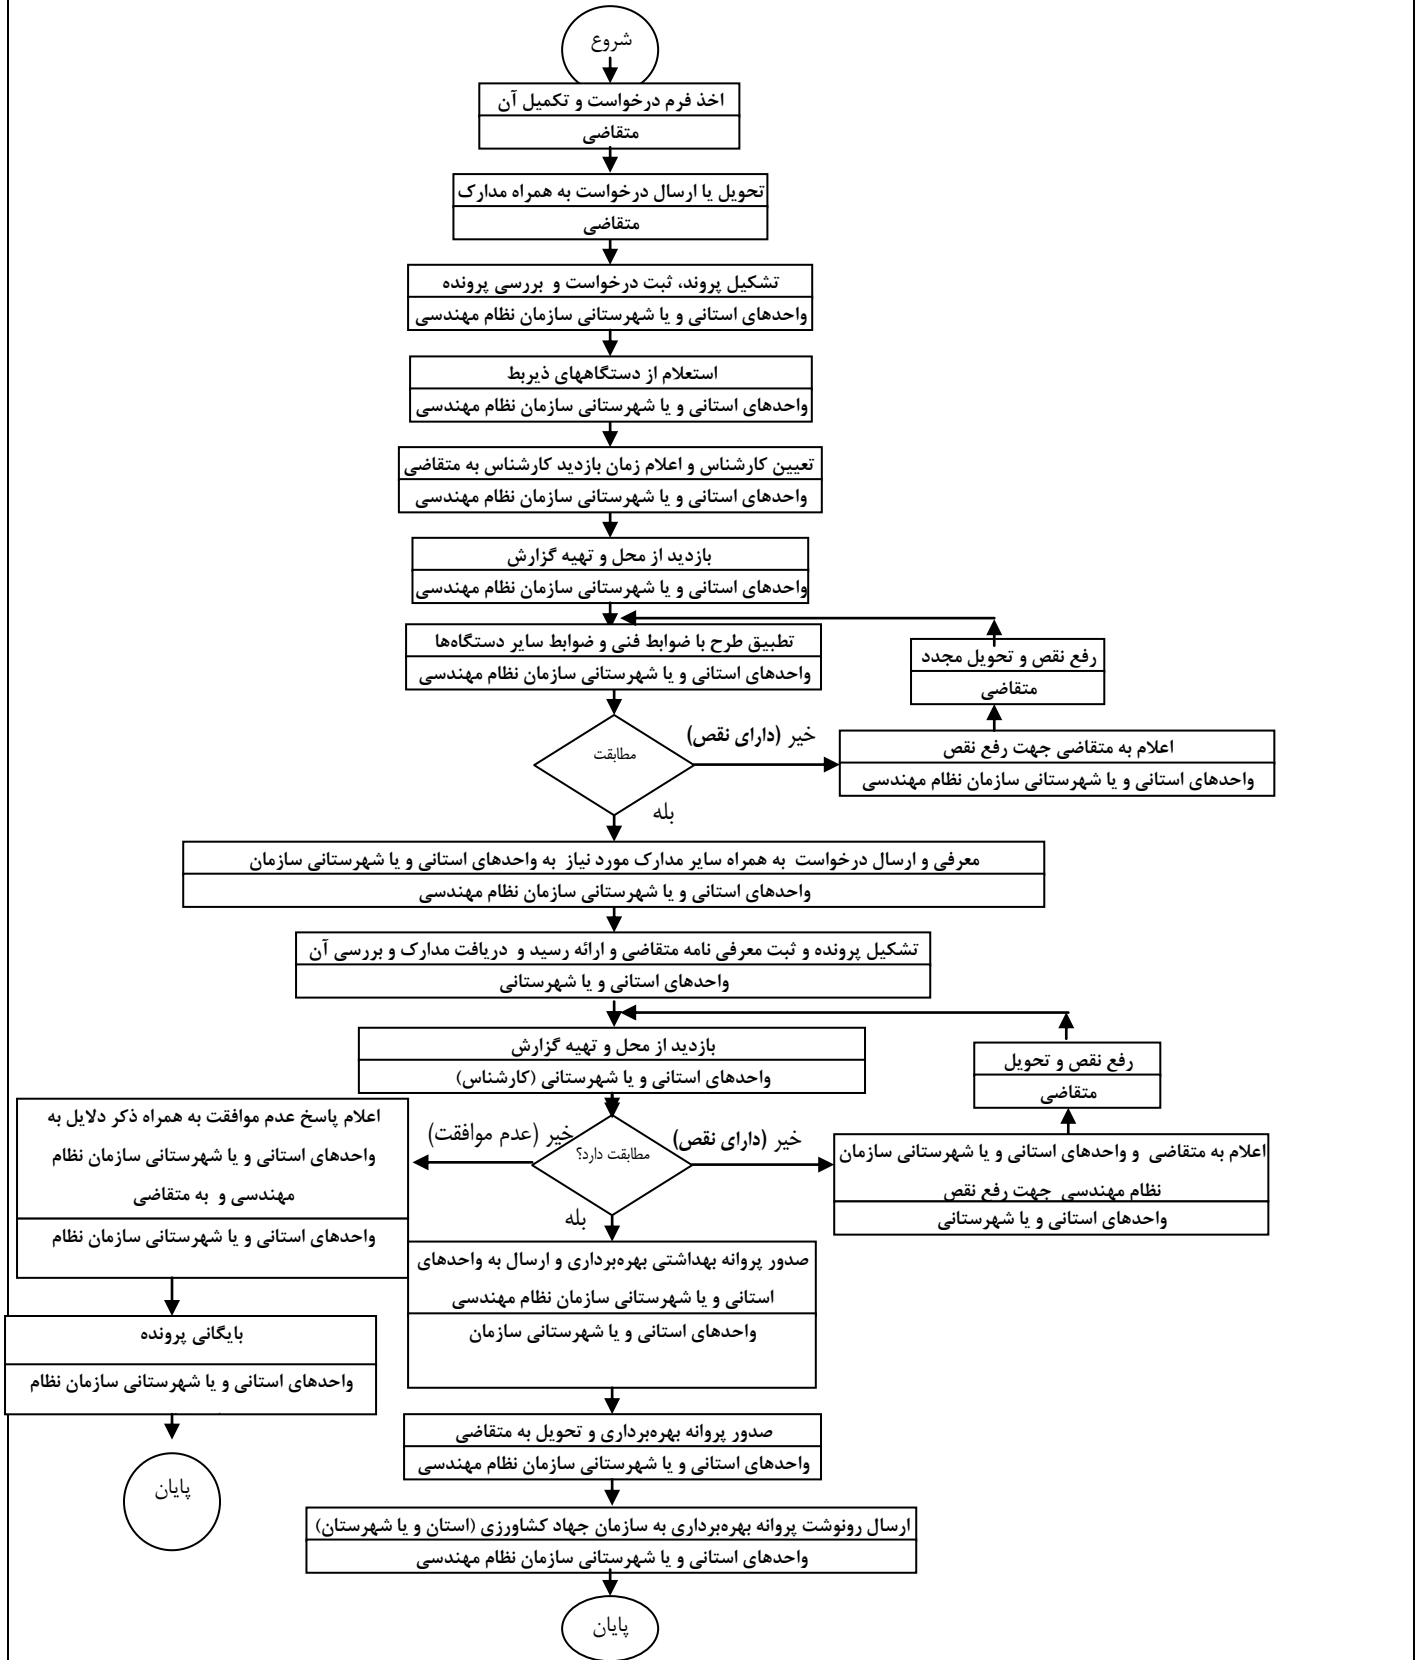 شروع
اخذ فرم درخواست و تکمیل آن
متقاضی
تحویل یا ارسال درخواست به همراه مدارک
متقاضی
تشکیل پروند، ثبت درخواست و بررسی پرونده
واحدهای استانی و یا شهرستانی سازمان نظام مهندسی
استعلام از دستگاههای ذیربط
واحدهای استانی و یا شهرستانی سازمان نظام مهندسی
تعیین کارشناس و اعلام زمان بازدید کارشناس به متقاضی
واحدهای استانی و یا شهرستانی سازمان نظام مهندسی
بازدید از محل و تهیه گزارش
واحدهای استانی و یا شهرستانی سازمان نظام مهندسی
تطبیق طرح با ضوابط فنی و ضوابط سایر دستگاه‌ها
واحدهای استانی و یا شهرستانی سازمان نظام مهندسی
رفع نقص و تحویل مجدد
متقاضی
مطابقت
خیر (دارای نقص)
اعلام به متقاضی جهت رفع نقص
واحدهای استانی و یا شهرستانی سازمان نظام مهندسی
بله
معرفی و ارسال درخواست به همراه سایر مدارک مورد نیاز به واحدهای استانی و یا شهرستانی سازمان
واحدهای استانی و یا شهرستانی سازمان نظام مهندسی
تشکیل پرونده و ثبت معرفی نامه متقاضی و ارائه رسید و دریافت مدارک و بررسی آن
واحدهای استانی و یا شهرستانی
بازدید از محل و تهیه گزارش
واحدهای استانی و یا شهرستانی (کارشناس)
رفع نقص و تحویل
متقاضی
مطابقت دارد؟
خیر (دارای نقص)
اعلام به متقاضی و واحدهای استانی و یا شهرستانی سازمان
نظام مهندسی جهت رفع نقص
واحدهای استانی و یا شهرستانی
خیر (عدم موافقت)
اعلام پاسخ عدم موافقت به همراه ذکر دلایل به
واحدهای استانی و یا شهرستانی سازمان نظام
مهندسی و به متقاضی
واحدهای استانی و یا شهرستانی سازمان نظام
بایگانی پرونده
واحدهای استانی و یا شهرستانی سازمان نظام
پایان
بله
صدور پروانه بهداشتی بهره‌برداری و ارسال به واحدهای
استانی و یا شهرستانی سازمان نظام مهندسی
واحدهای استانی و یا شهرستانی سازمان
صدور پروانه بهره‌برداری و تحویل به متقاضی
واحدهای استانی و یا شهرستانی سازمان نظام مهندسی
ارسال رونوشت پروانه بهره‌برداری به سازمان جهاد کشاورزی (استان و یا شهرستان)
واحدهای استانی و یا شهرستانی سازمان نظام مهندسی
پایان